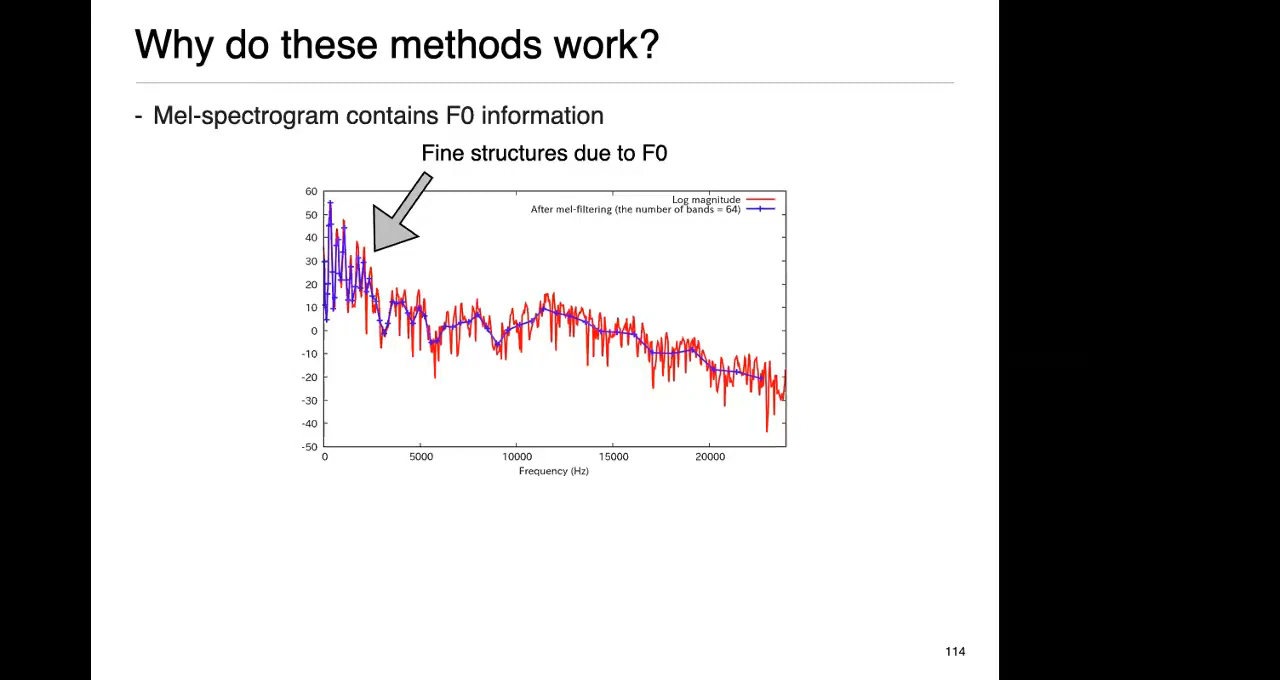 Why do these methods work?
- Mel-spectrogram contains F0 information
Fine structures due to F0
Log magnitude
After mel-filtering (the number of bands = 64)
60
50
40
30
20
10
0
-10
-20
-30
-40
-50
0 5000 10000 15000 20000
Frequency (Hz)
114